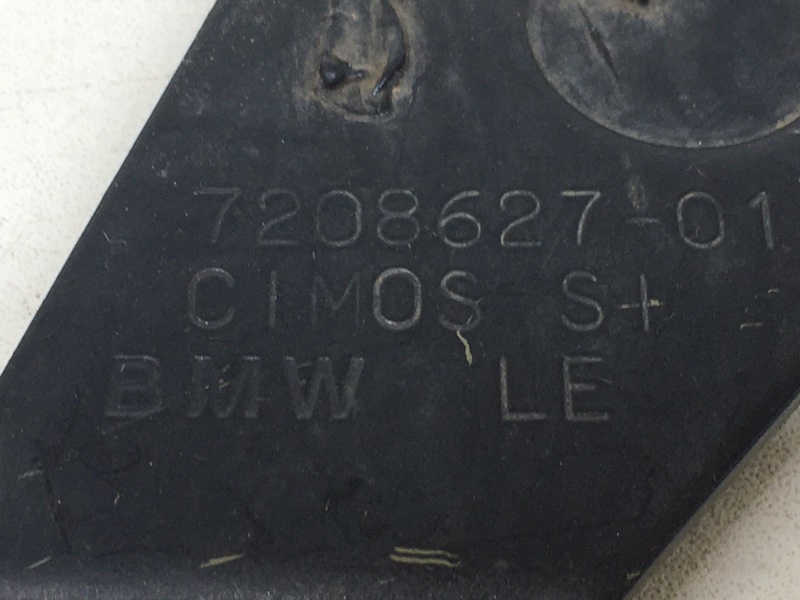 7208627-01
CIMOS S+
BMW LE